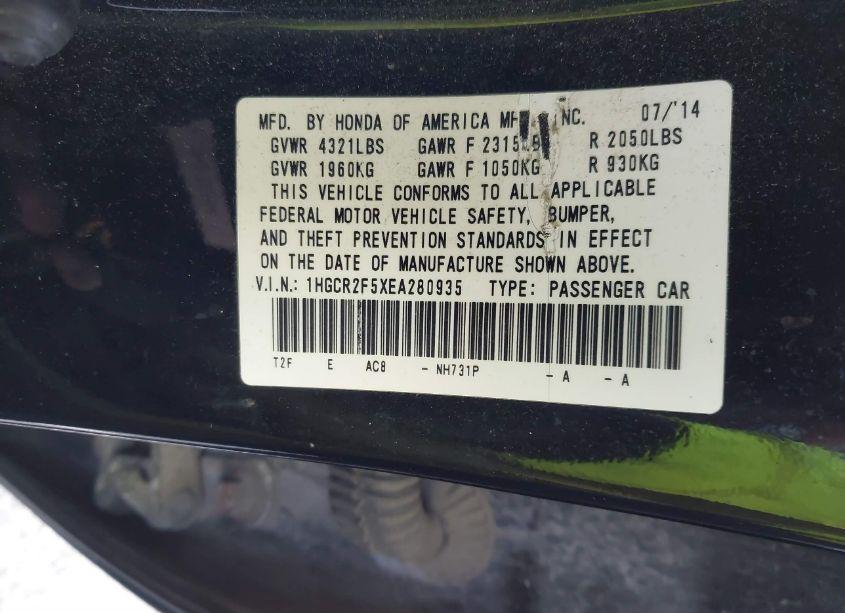 MFD. BY HONDA OF AMERICA INC. 07/'14
GVWR 4321LBS GAWR F R 2050LBS
GVWR 1960KG GAWR F 1050KG R 930KG
THIS VEHICLE CONFORMS TO ALL APPLICABLE
FEDERAL MOTOR VEHICLE SAFETY, BUMPER,
AND THEFT PREVENTION STANDARDS IN EFFECT
ON THE DATE OF MANUFACTURE SHOWN ABOVE.
V.I.N.: 1HGCR2F5XEA280935 TYPE: PASSENGER CAR
T2F E AC8 - NH731P - A - A